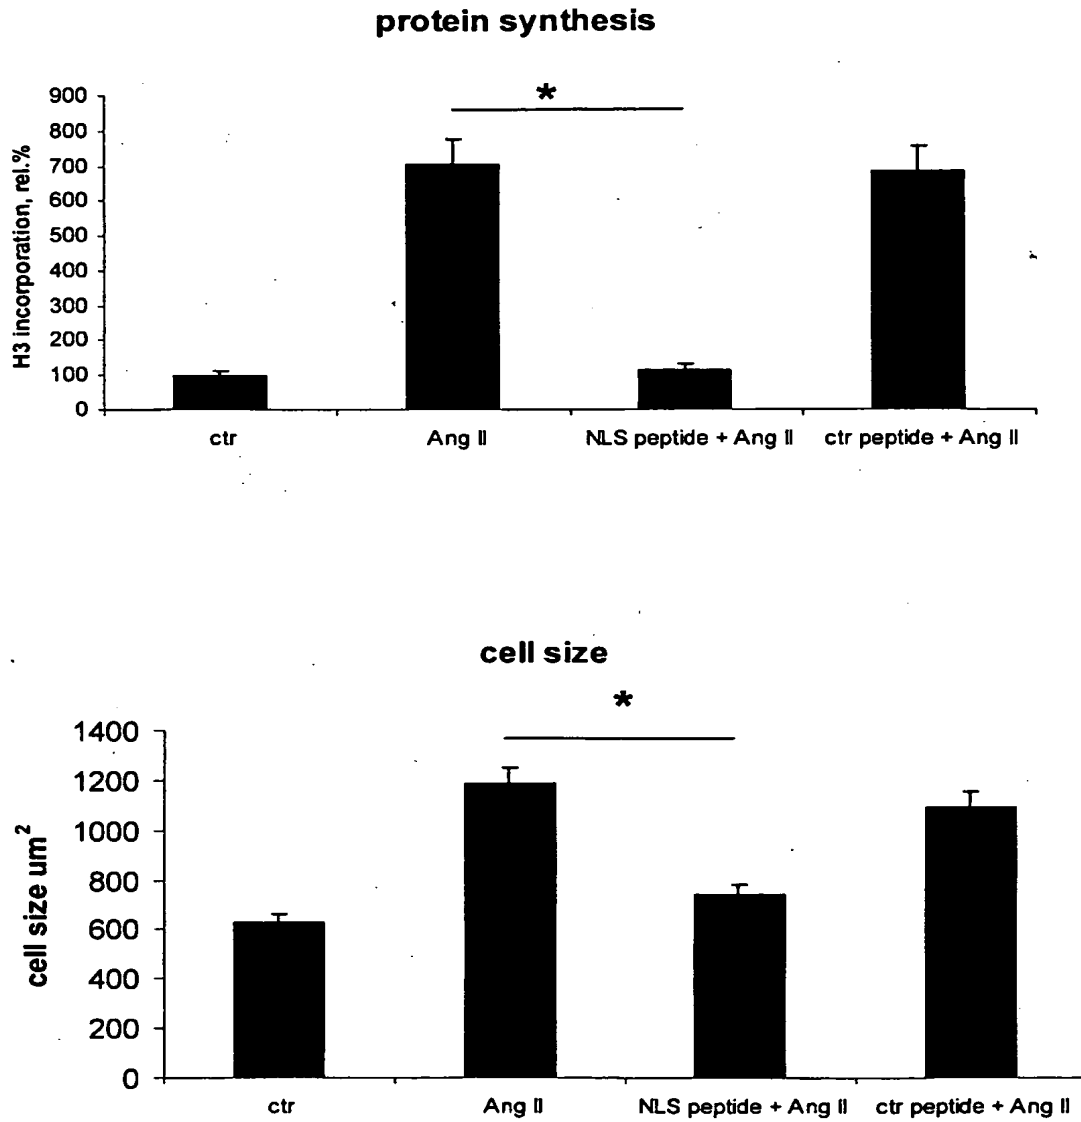 protein synthesis
*
H3 incorporation, rel.%
900
800
700
600
500
400
300
200
100
0
ctr
Ang II
NLS peptide + Ang II
ctr peptide + Ang II
cell size
*
cell size um²
1400
1200
1000
800
600
400
200
0
ctr
Ang II
NLS peptide + Ang II
ctr peptide + Ang II